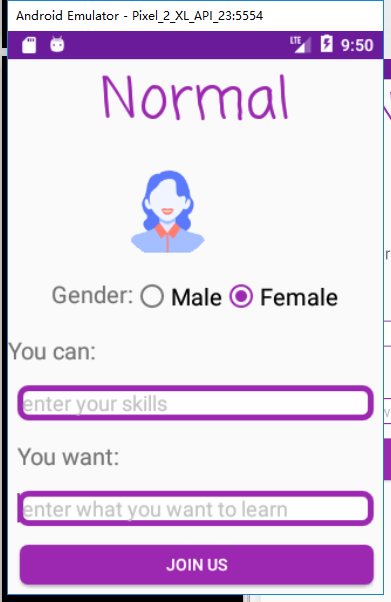 Android Emulator - Pixel_2_XL_API_23:5554
LTE 9:50
Normal
Gender: Male Female
You can:
enter your skills
You want:
enter what you want to learn
JOIN US